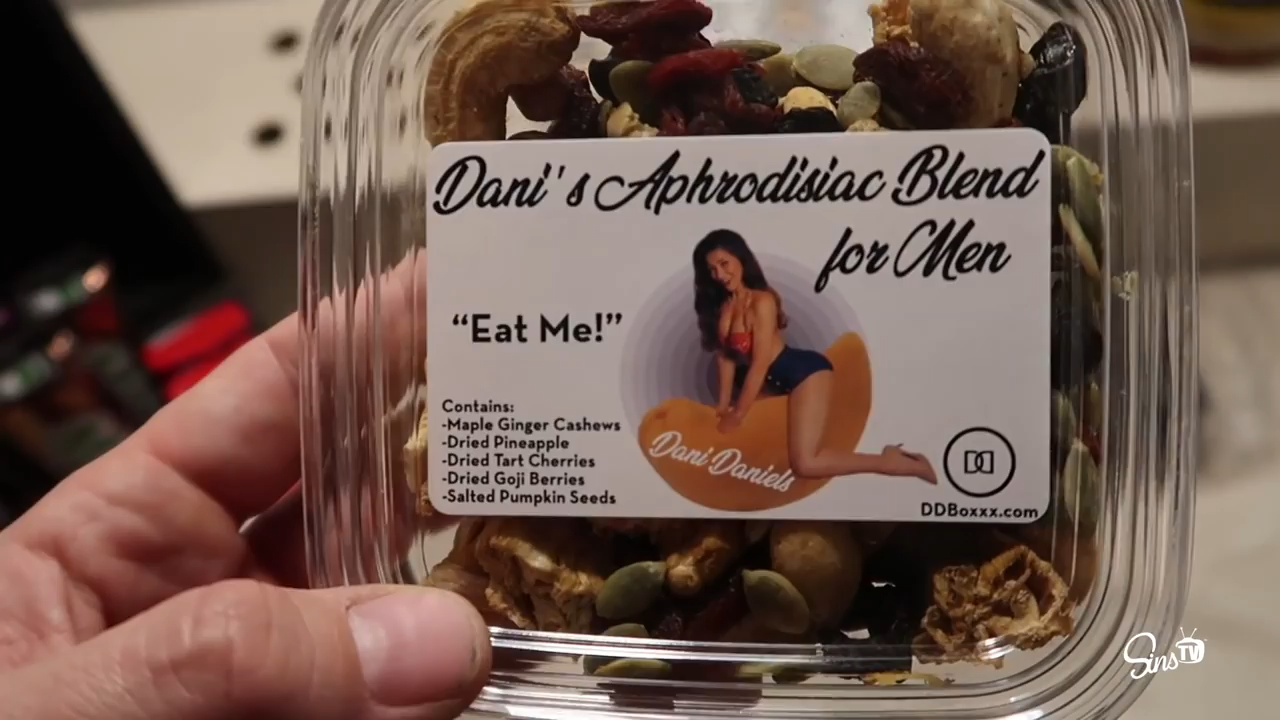 Dani's Aphrodisiac Blend
for Men
"Eat Me!"
Contains:
-Maple Ginger Cashews
-Dried Pineapple
-Dried Tart Cherries
-Dried Goji Berries
-Salted Pumpkin Seeds
Dani Daniels
DD
DDBoxxx.com
Sins TV